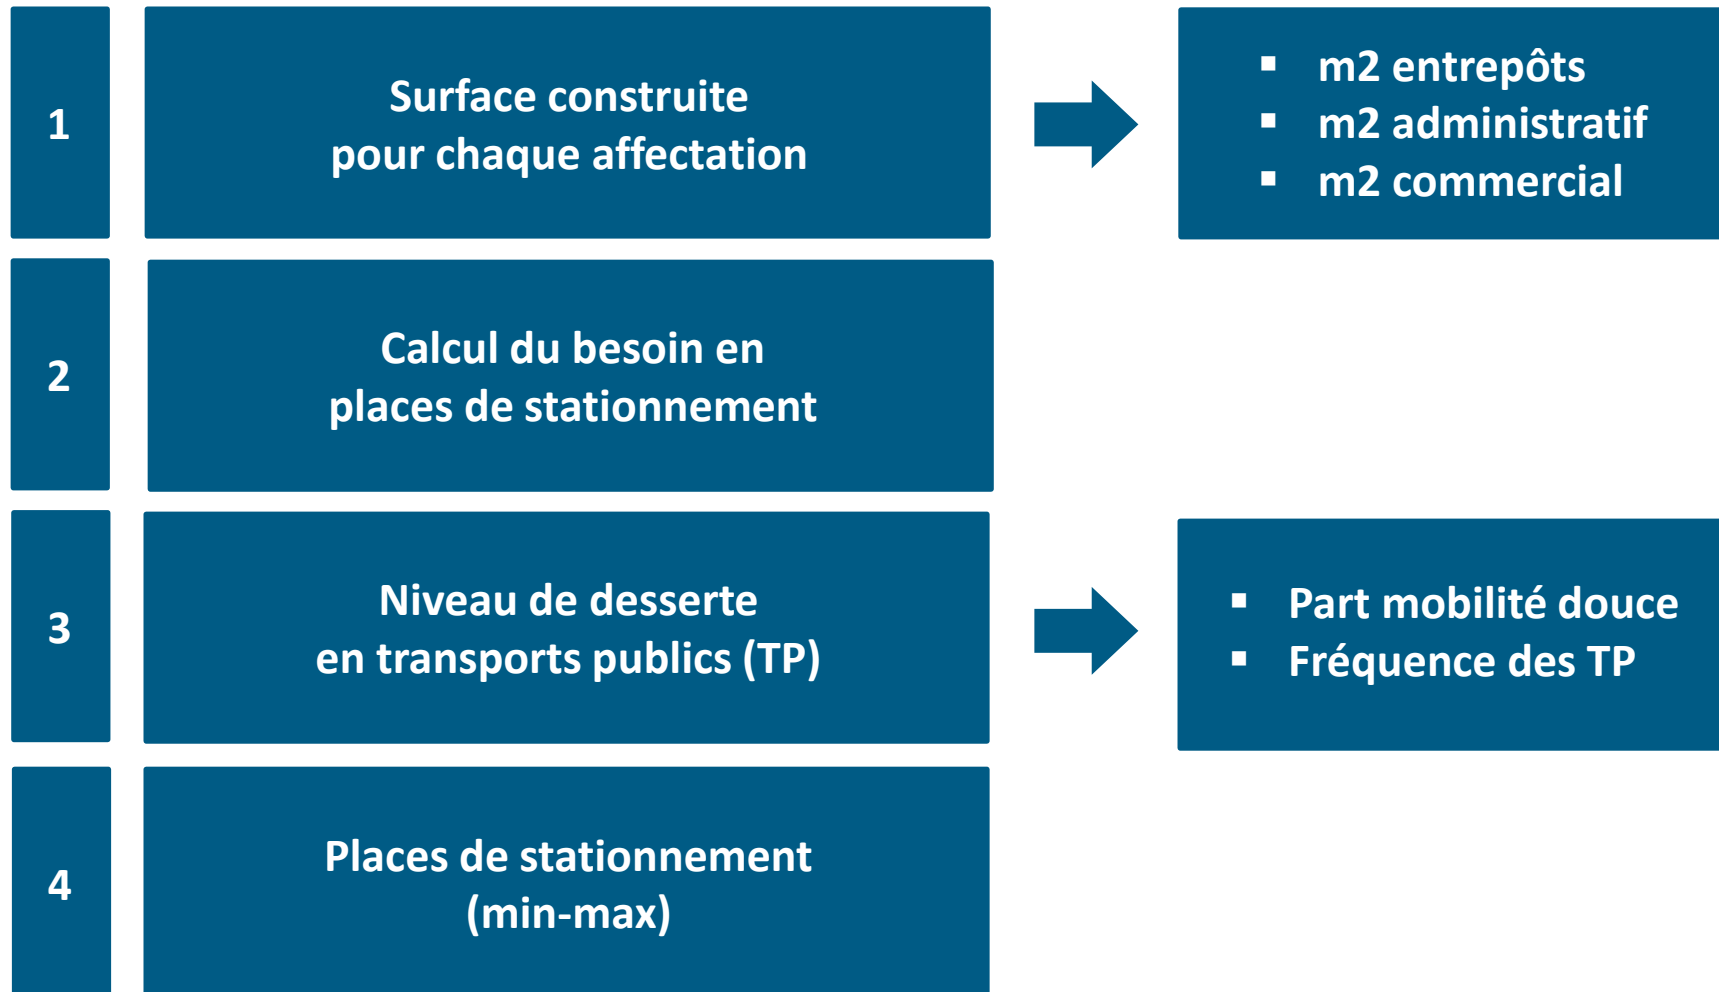 1
Surface construite
pour chaque affectation
▪ m2 entrepôts
▪ m2 administratif
▪ m2 commercial
2
Calcul du besoin en
places de stationnement
3
Niveau de desserte
en transports publics (TP)
▪ Part mobilité douce
▪ Fréquence des TP
4
Places de stationnement
(min-max)